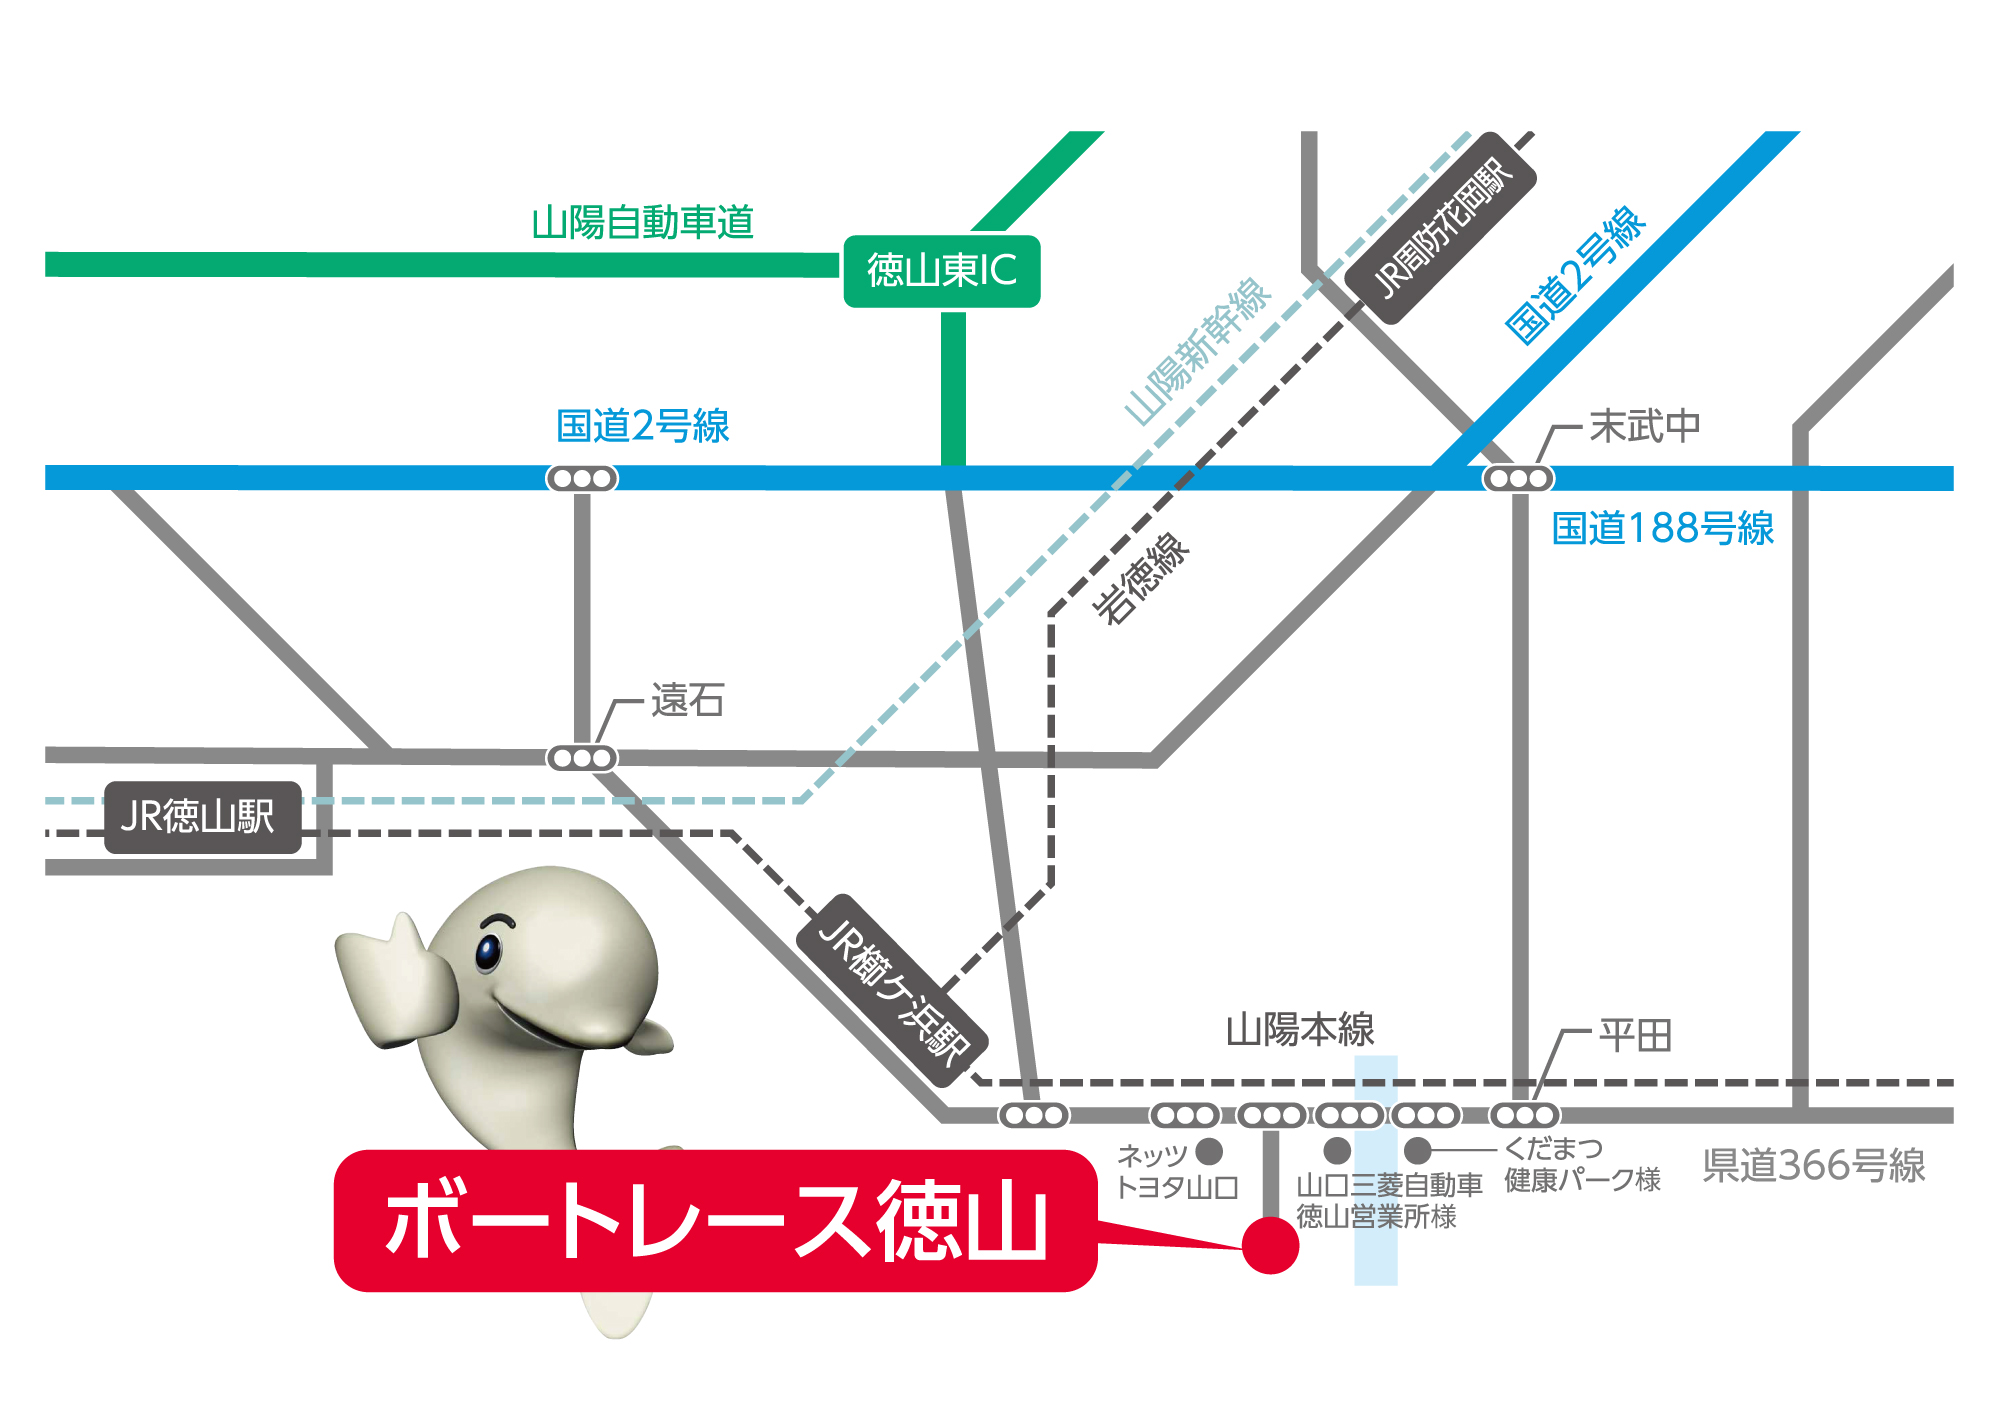 山陽自動車道
徳山東IC
JR周防花岡駅
国道2号線
山陽新幹線
国道2号線
末武中
国道188号線
岩徳線
遠石
JR徳山駅
JR櫛ケ浜駅
山陽本線
平田
ネッツ
トヨタ山口
山口三菱自動車
徳山営業所様
くだまつ
健康パーク様
県道366号線
ボートレース徳山